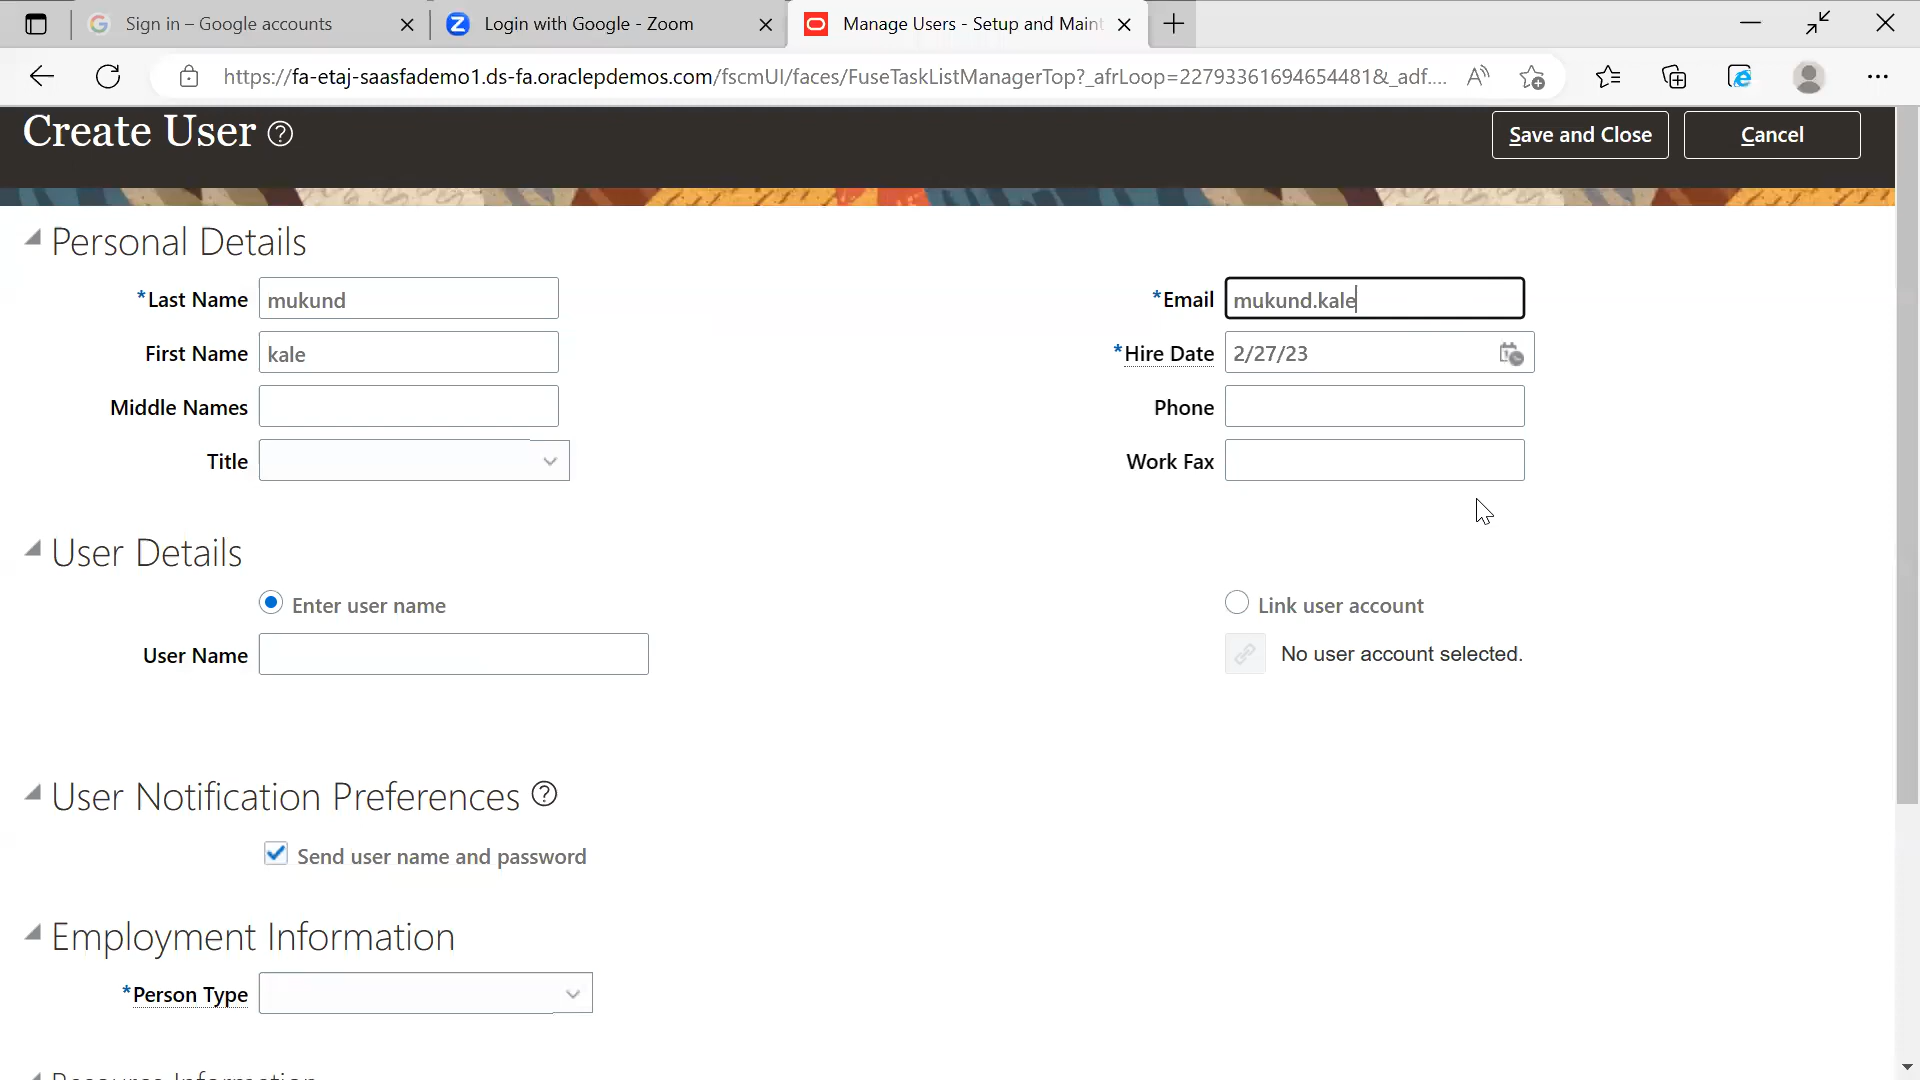 Sign in – Google accounts
Login with Google - Zoom
Manage Users - Setup and Maint
https://fa-etaj-saasfademo1.ds-fa.oraclepdemos.com/fscmUI/faces/FuseTaskListManagerTop?_afrLoop=22793361694654481&_adf....
Create User
Save and Close
Cancel
Personal Details
*Last Name mukund
*Email mukund.kale
First Name kale
*Hire Date 2/27/23
Middle Names
Phone
Title
Work Fax
User Details
Enter user name
Link user account
User Name
No user account selected.
User Notification Preferences
Send user name and password
Employment Information
*Person Type
Resource Information